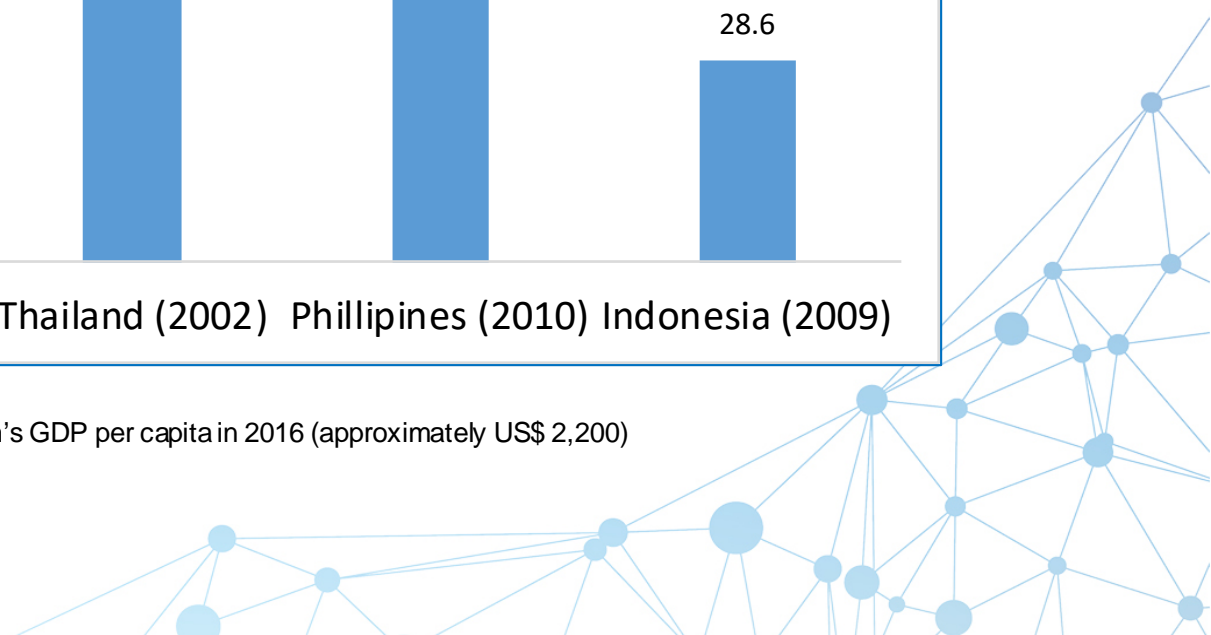 28.6
Thailand (2002) Phillipines (2010) Indonesia (2009)
's GDP per capita in 2016 (approximately US$ 2,200)